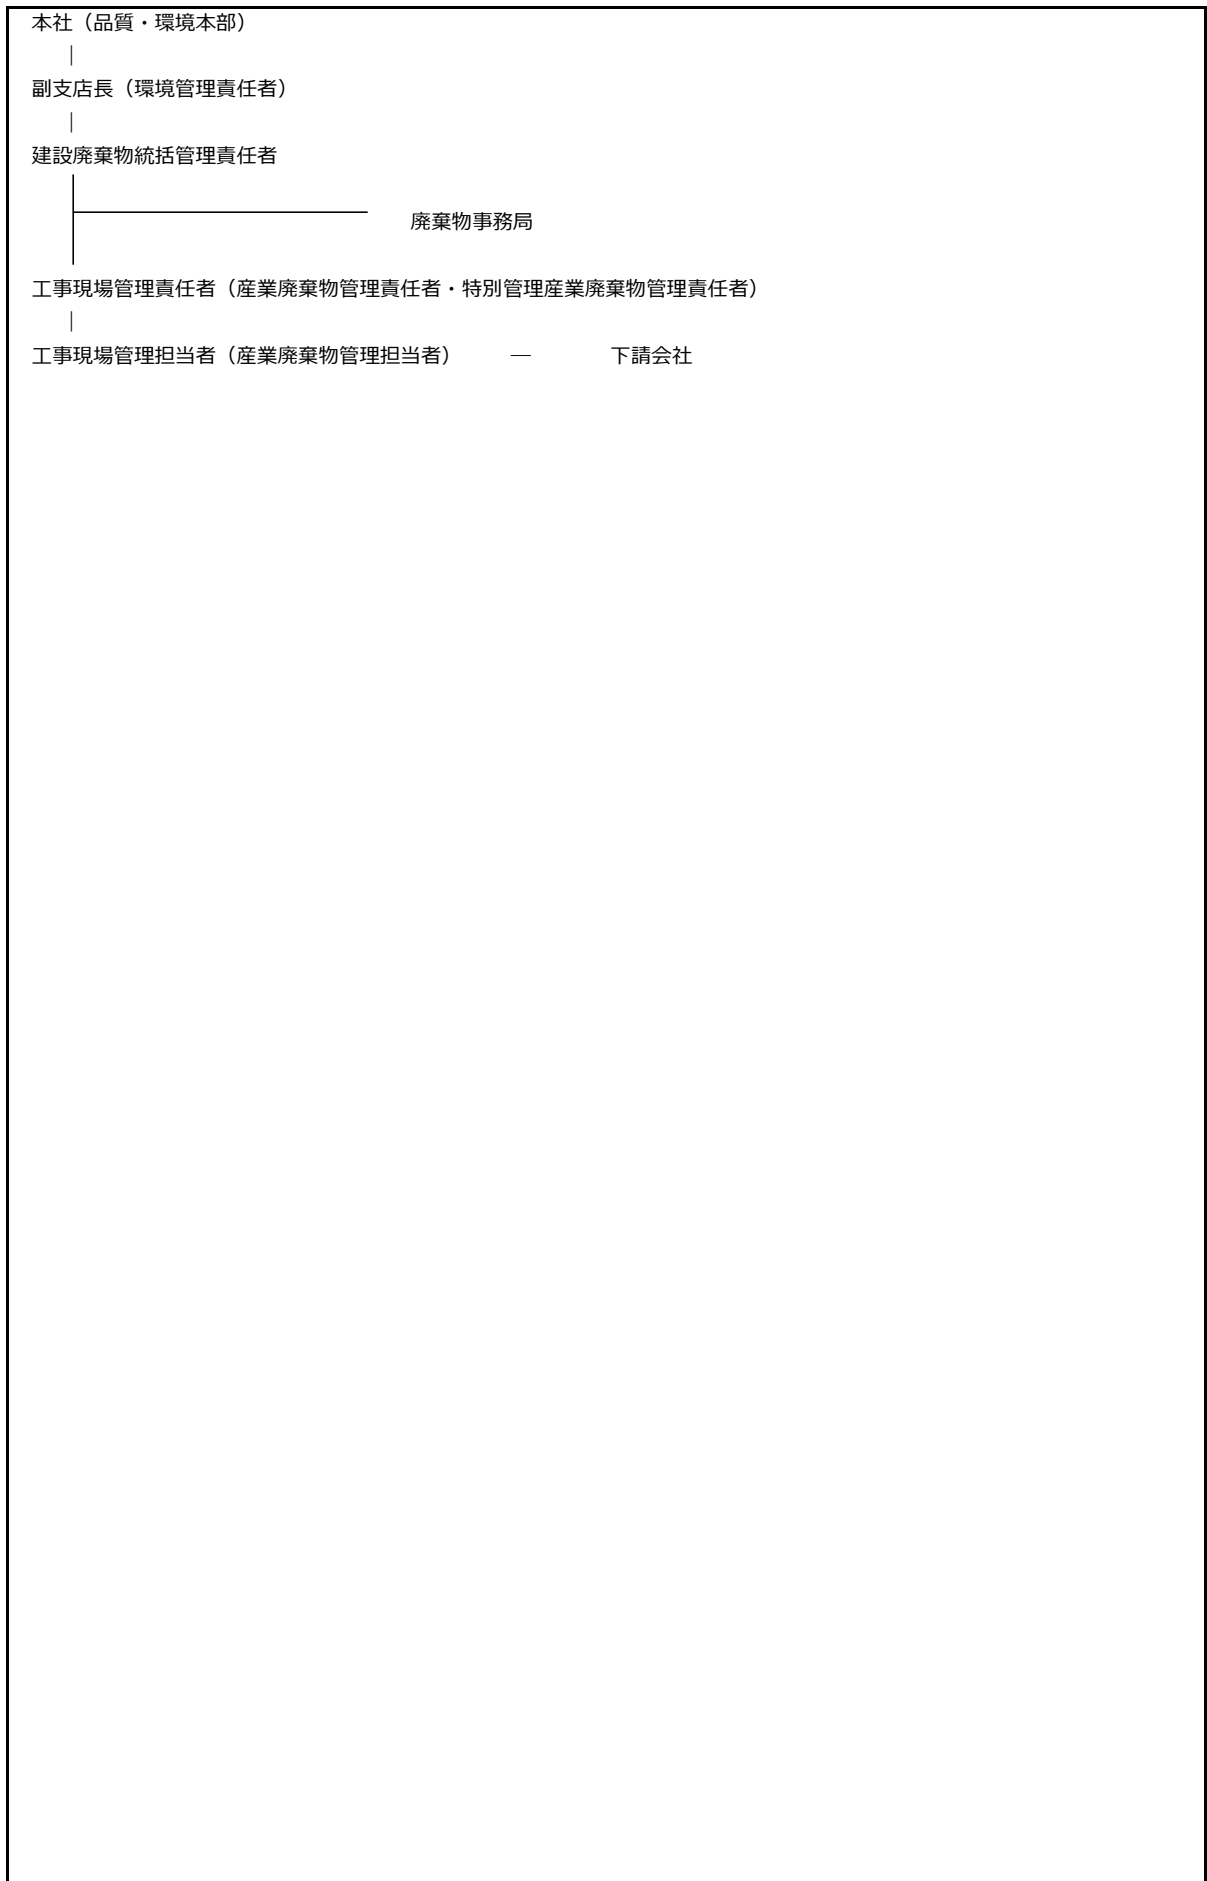 本社（品質・環境本部）
｜
副支店長（環境管理責任者）
｜
建設廃棄物統括管理責任者
廃棄物事務局
工事現場管理責任者（産業廃棄物管理責任者・特別管理産業廃棄物管理責任者）
｜
工事現場管理担当者（産業廃棄物管理担当者）　　―　　　　下請会社